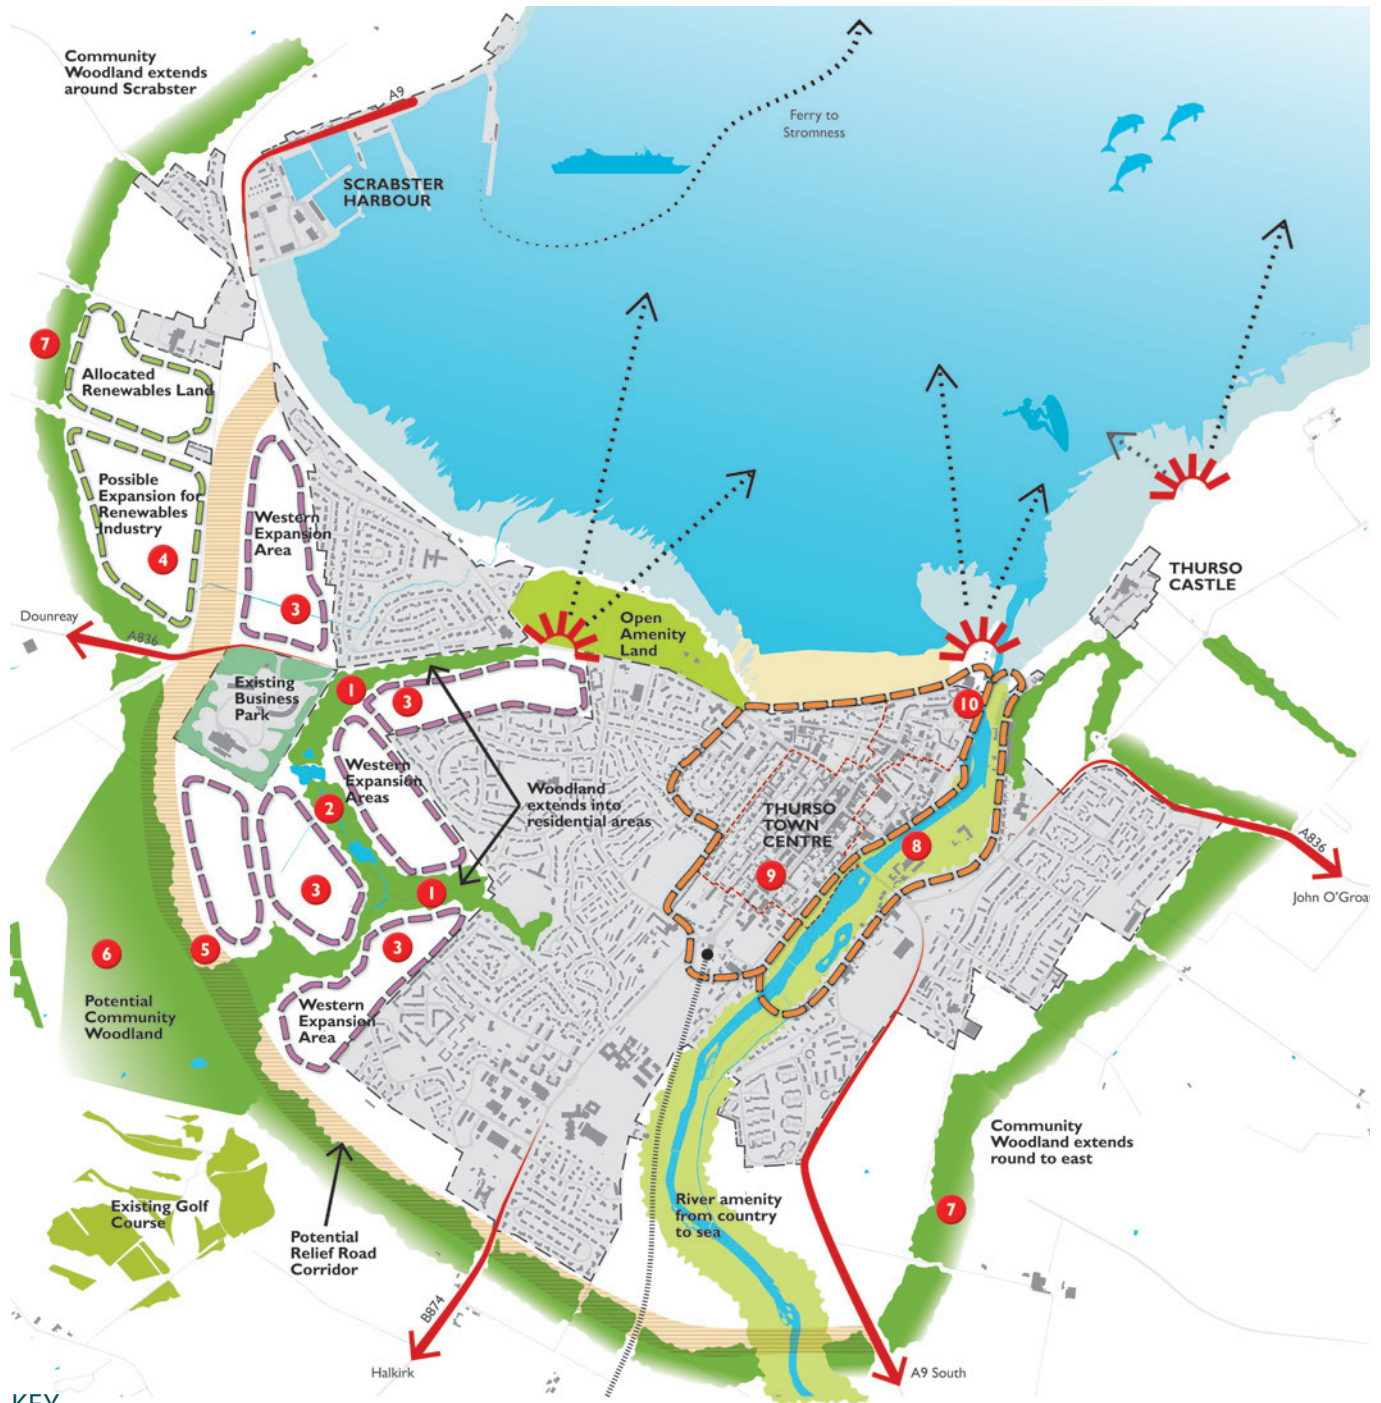 Community
Woodland extends
around Scrabster
A9
Ferry to
Stromness
SCRABSTER
HARBOUR
7
Allocated
Renewables Land
Possible
Expansion for
Renewables
Industry
4
Western
Expansion
Area
3
THURSO
CASTLE
Dounreay
A836
Open
Amenity
Land
Existing
Business
Park
1
3
10
Western
Expansion
Areas
2
Woodland
extends into
residential areas
THURSO
TOWN
CENTRE
8
9
A836
John O'Groa
3
1
3
5
6
Potential
Community
Woodland
Western
Expansion
Area
Community
Woodland extends
round to east
7
Existing Golf
Course
River amenity
from country
to sea
Potential
Relief Road
Corridor
B874
Halkirk
A9 South
KEY